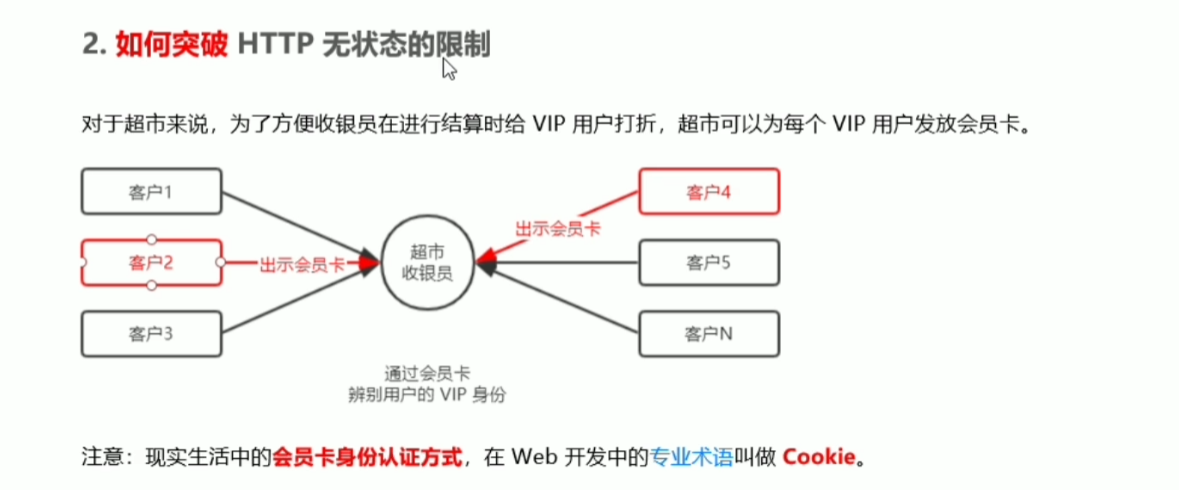 2. 如何突破 HTTP 无状态的限制
对于超市来说，为了方便收银员在进行结算时给 VIP 用户打折，超市可以为每个 VIP 用户发放会员卡。
客户1
客户2
客户3
出示会员卡
超市
收银员
出示会员卡
客户4
客户5
客户N
通过会员卡
辨别用户的 VIP 身份
注意：现实生活中的会员卡身份认证方式，在 Web 开发中的专业术语叫做 Cookie。